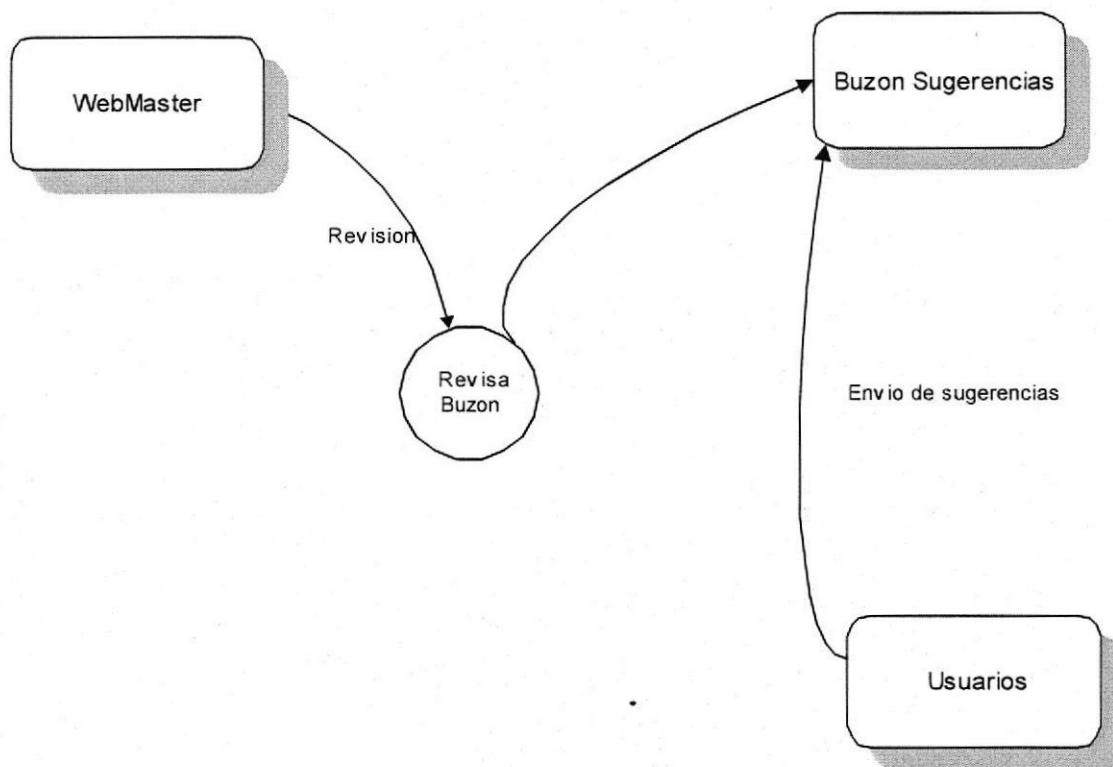 WebMaster
Buzon Sugerencias
Revision
Revisa
Buzon
Envio de sugerencias
Usuarios